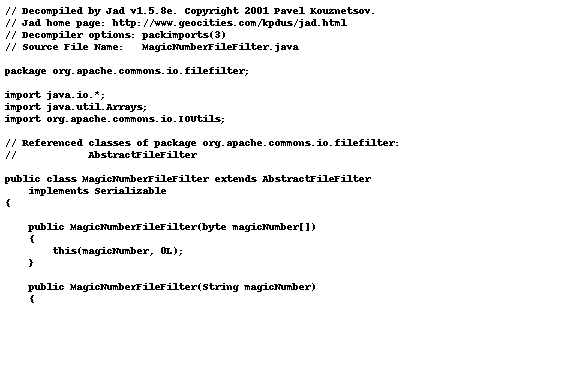 // Decompiled by Jad v1.5.8e. Copyright 2001 Pavel Kouznetsov.
// Jad home page: http://www.geocities.com/kpdus/jad.html
// Decompiler options: packimports(3)
// Source File Name:   MagicNumberFileFilter.java

package org.apache.commons.io.filefilter;

import java.io.*;
import java.util.Arrays;
import org.apache.commons.io.IOUtils;

// Referenced classes of package org.apache.commons.io.filefilter:
//            AbstractFileFilter

public class MagicNumberFileFilter extends AbstractFileFilter
    implements Serializable
{

    public MagicNumberFileFilter(byte magicNumber[])
    {
        this(magicNumber, 0L);
    }

    public MagicNumberFileFilter(String magicNumber)
    {